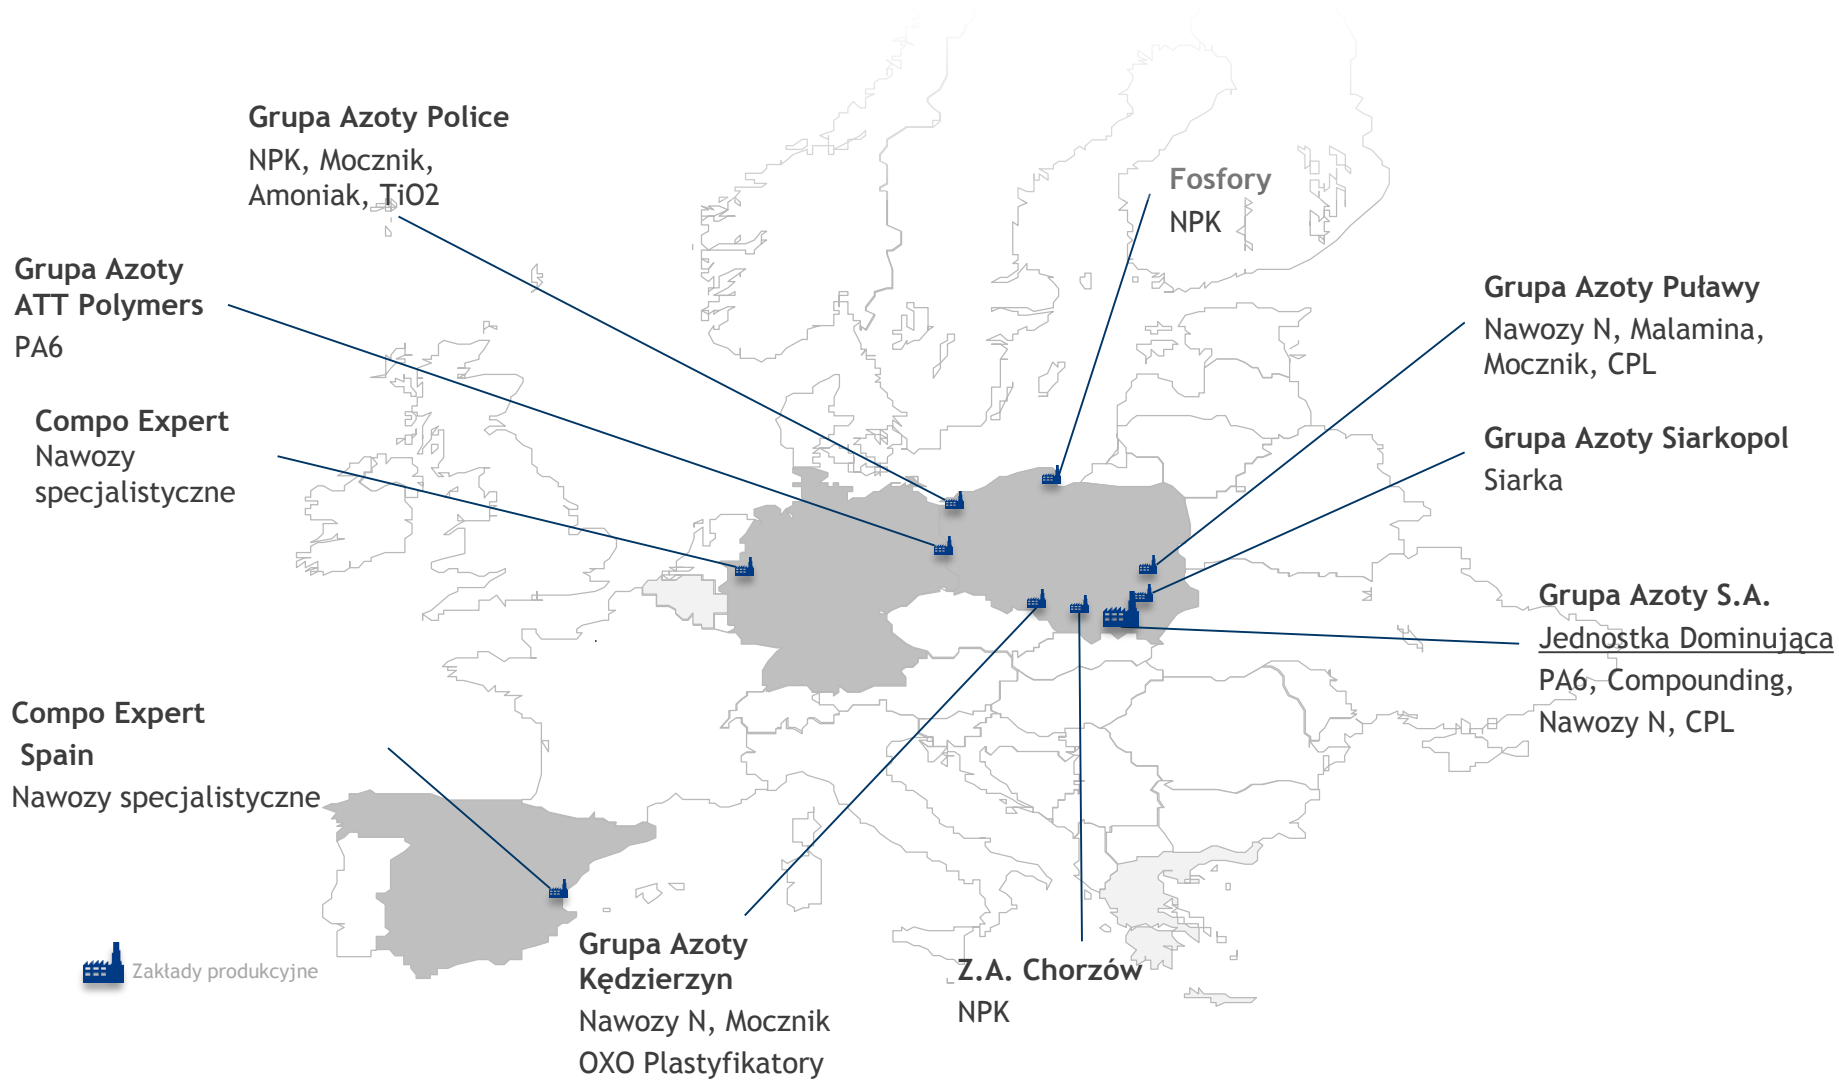 Grupa Azoty Police
NPK, Mocznik,
Amoniak, TiO2
Fosfory
NPK
Grupa Azoty
ATT Polymers
PA6
Grupa Azoty Puławy
Nawozy N, Malamina,
Mocznik, CPL
Compo Expert
Nawozy
specjalistyczne
Grupa Azoty Siarkopol
Siarka
Grupa Azoty S.A.
Jednostka Dominująca
PA6, Compounding,
Nawozy N, CPL
Compo Expert
Spain
Nawozy specjalistyczne
Zakłady produkcyjne
Grupa Azoty
Kędzierzyn
Nawozy N, Mocznik
OXO Plastyfikatory
Z.A. Chorzów
NPK